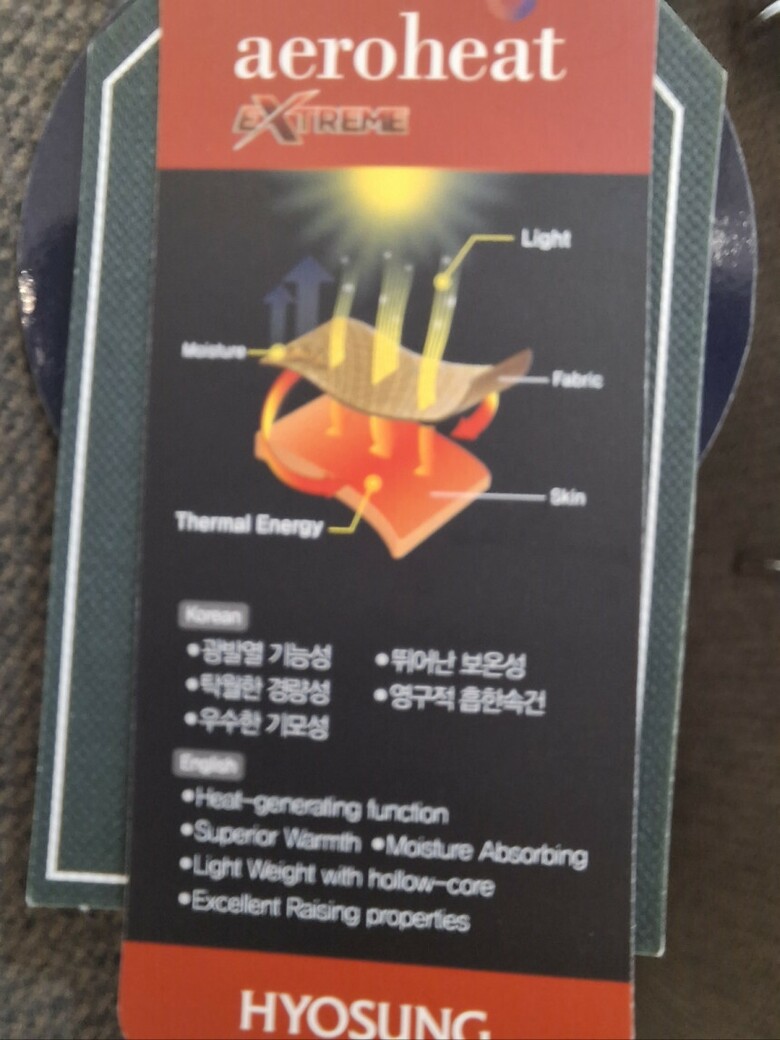 aeroheat
EXTREME
Light
Moisture
Fabric
Skin
Thermal Energy
Korean
•광발열 기능성 •뛰어난 보온성
•탁월한 경량성 •영구적 흡한속건
•우수한 기모성
English
•Heat-generating function
•Superior Warmth •Moisture Absorbing
•Light Weight with hollow-core
•Excellent Raising properties
HYOSUNG